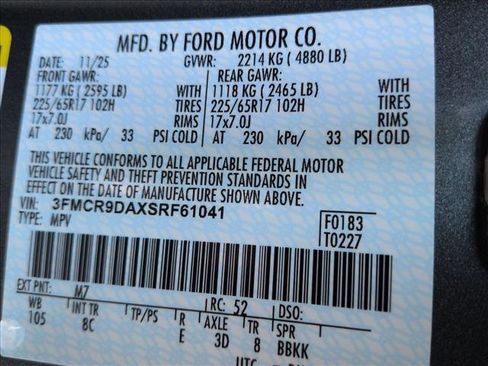 MFD. BY FORD MOTOR CO.
DATE: 11/25 GVWR: 2214 KG ( 4880 LB)
FRONT GAWR: REAR GAWR:
1177 KG ( 2595 LB) WITH 1118 KG ( 2465 LB) WITH
225/65R17 102H TIRES 225/65R17 102H TIRES
17x7.0J RIMS 17x7.0J RIMS
AT 230 kPa/ 33 PSI COLD AT 230 kPa/ 33 PSI COLD
THIS VEHICLE CONFORMS TO ALL APPLICABLE FEDERAL MOTOR
VEHICLE SAFETY AND THEFT PREVENTION STANDARDS IN
EFFECT ON THE DATE OF MANUFACTURE SHOWN ABOVE.
VIN: 3FMCR9DAXSRF61041 F0183
TYPE: MPV T0227
EXT PNT: M7 RC: 52 DSO:
WB INT TR TP/PS R AXLE TR SPR
105 8C E 3D 8 BBKK
UTC